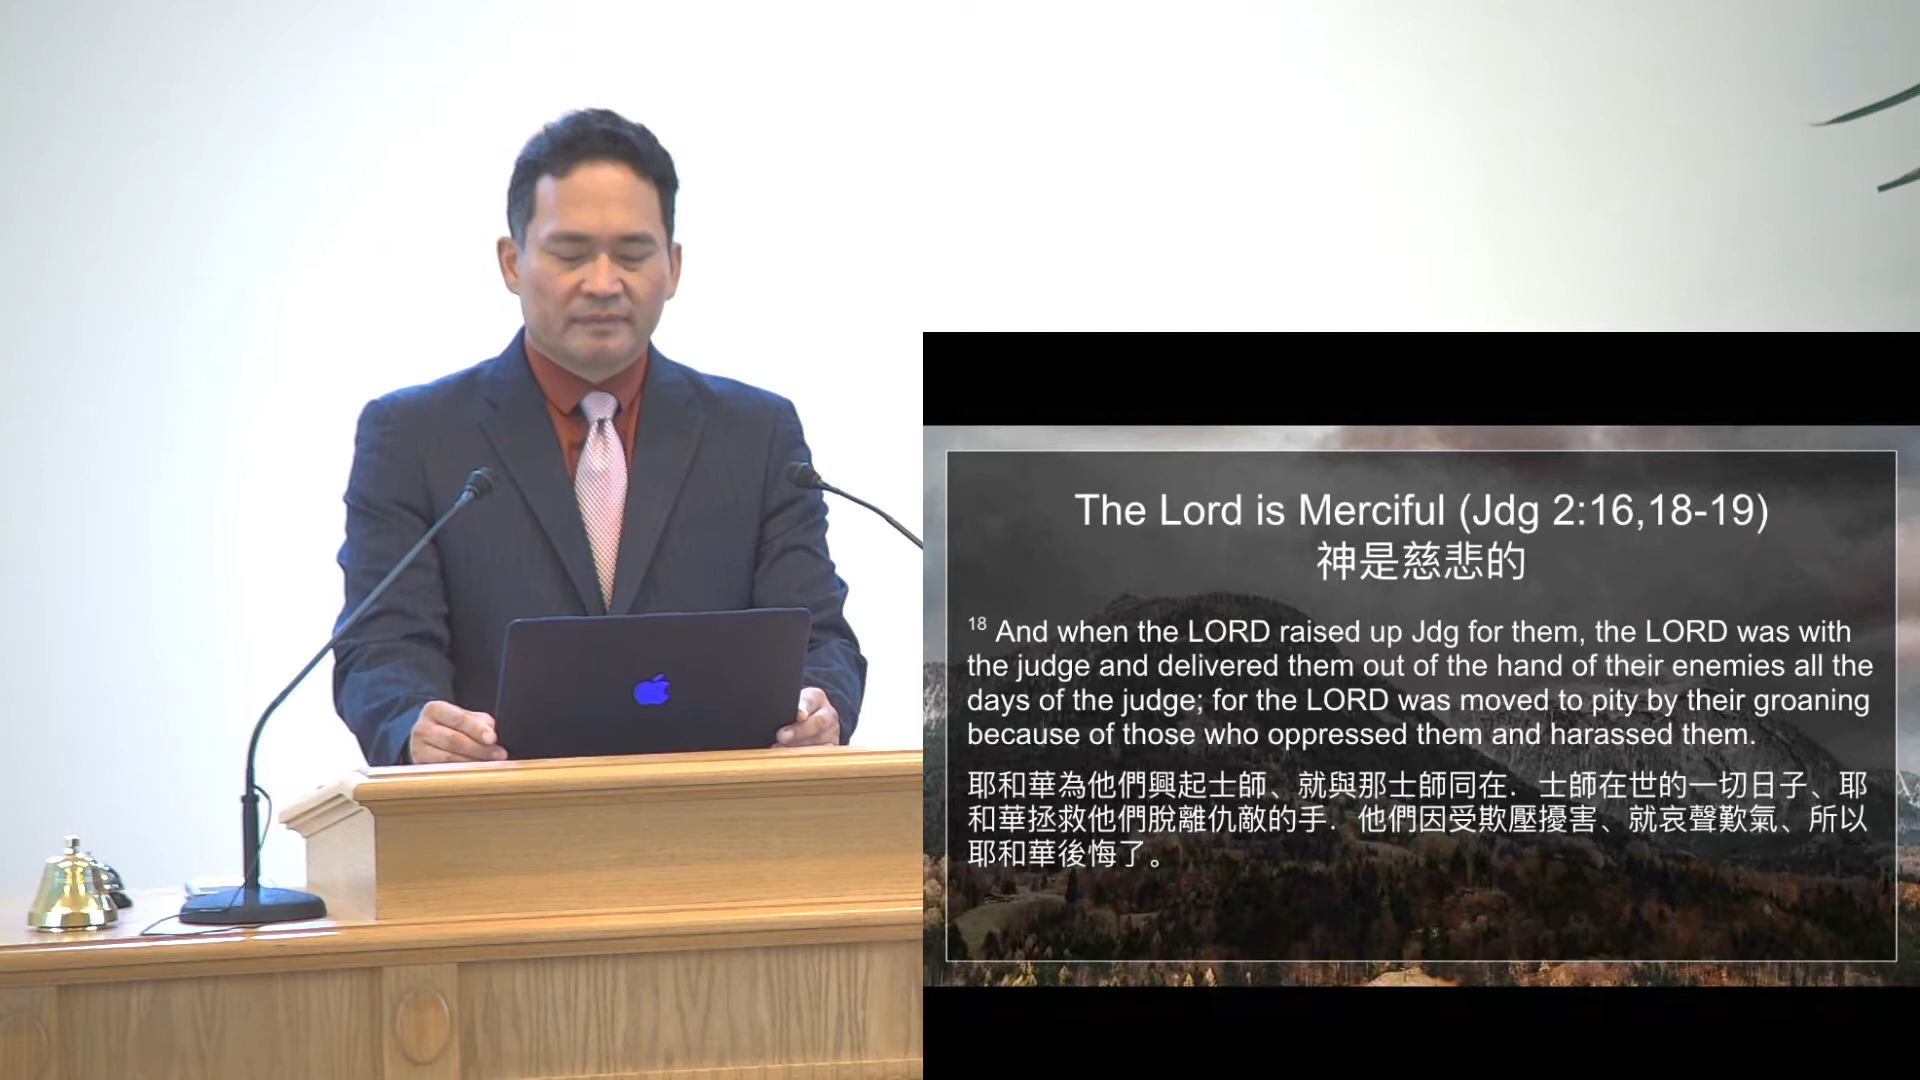 The Lord is Merciful (Jdg 2:16,18-19)
神是慈悲的
18 And when the LORD raised up Jdg for them, the LORD was with
the judge and delivered them out of the hand of their enemies all the
days of the judge; for the LORD was moved to pity by their groaning
because of those who oppressed them and harassed them.
耶和華為他們興起士師、就與那士師同在．士師在世的一切日子、耶
和華拯救他們脫離仇敵的手．他們因受欺壓擾害、就哀聲歎氣、所以
耶和華後悔了。